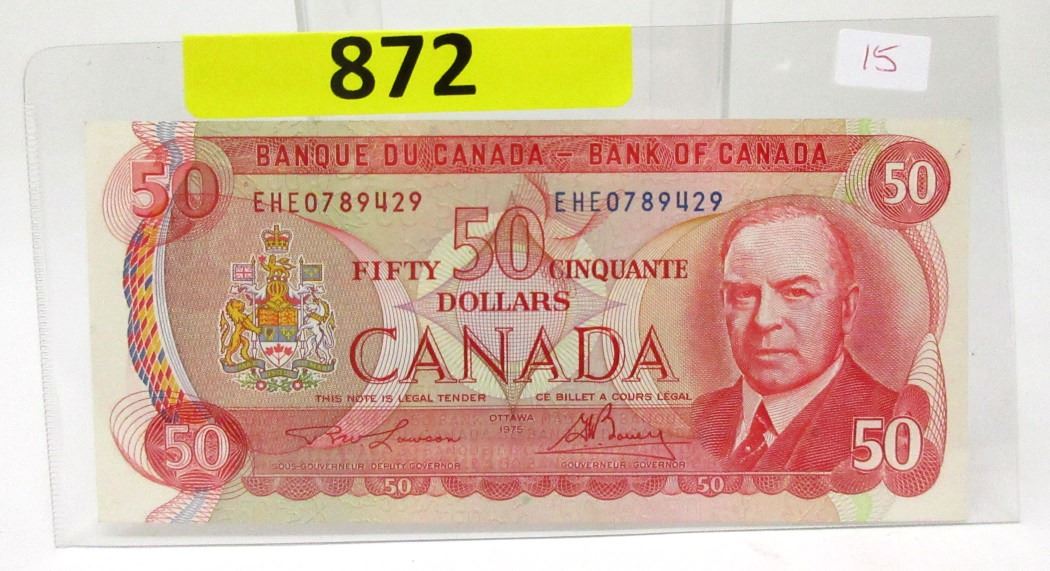 872
15
BANQUE DU CANADA – BANK OF CANADA
50 50
EHE0789429 EHE0789429
50
FIFTY CINQUANTE
DOLLARS
CANADA
THIS NOTE IS LEGAL TENDER CE BILLET A COURS LEGAL
OTTAWA
1975
R W Lawson G K Bouey
SOUS-GOUVERNEUR DEPUTY GOVERNOR GOUVERNEUR GOVERNOR
50 50
50 50